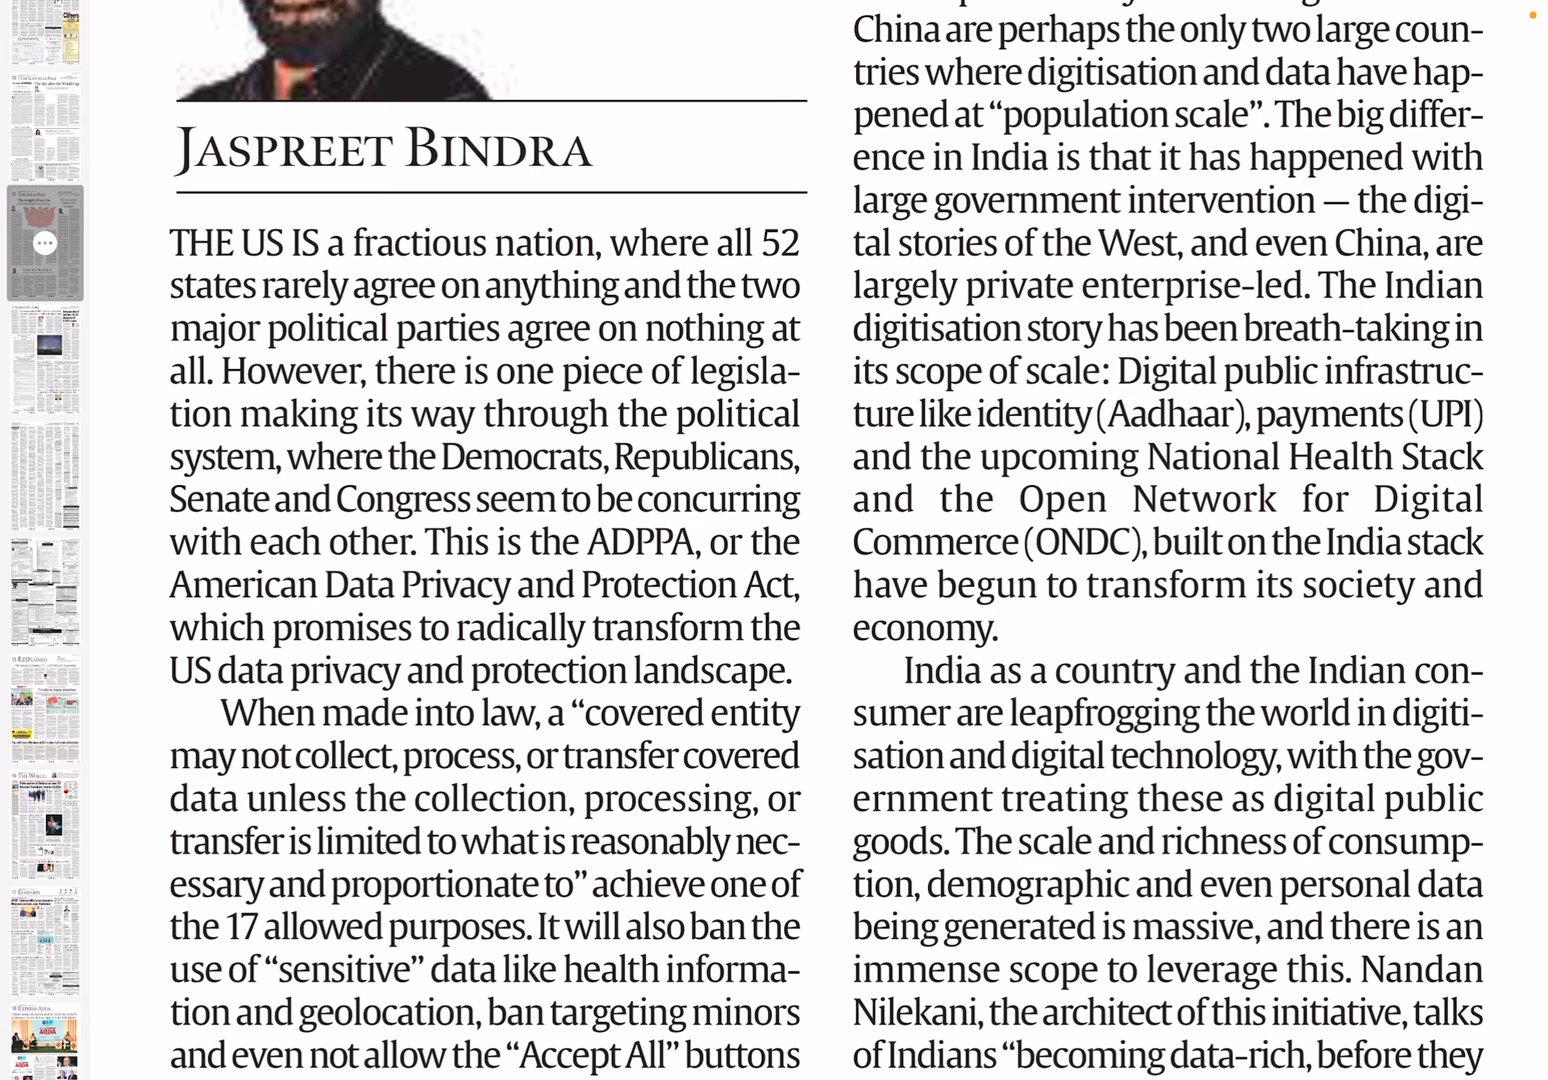 JASPREET BINDRA
THE US IS a fractious nation, where all 52
states rarely agree on anything and the two
major political parties agree on nothing at
all. However, there is one piece of legisla-
tion making its way through the political
system, where the Democrats, Republicans,
Senate and Congress seem to be concurring
with each other. This is the ADPPA, or the
American Data Privacy and Protection Act,
which promises to radically transform the
US data privacy and protection landscape.
When made into law, a “covered entity
may not collect, process, or transfer covered
data unless the collection, processing, or
transfer is limited to what is reasonably nec-
essary and proportionate to” achieve one of
the 17 allowed purposes. It will also ban the
use of “sensitive” data like health informa-
tion and geolocation, ban targeting minors
and even not allow the “Accept All” buttons
China are perhaps the only two large coun-
tries where digitisation and data have hap-
pened at “population scale”. The big differ-
ence in India is that it has happened with
large government intervention — the digi-
tal stories of the West, and even China, are
largely private enterprise-led. The Indian
digitisation story has been breath-taking in
its scope of scale: Digital public infrastruc-
ture like identity (Aadhaar), payments (UPI)
and the upcoming National Health Stack
and the Open Network for Digital
Commerce (ONDC), built on the India stack
have begun to transform its society and
economy.
India as a country and the Indian con-
sumer are leapfrogging the world in digiti-
sation and digital technology, with the gov-
ernment treating these as digital public
goods. The scale and richness of consump-
tion, demographic and even personal data
being generated is massive, and there is an
immense scope to leverage this. Nandan
Nilekani, the architect of this initiative, talks
of Indians “becoming data-rich, before they